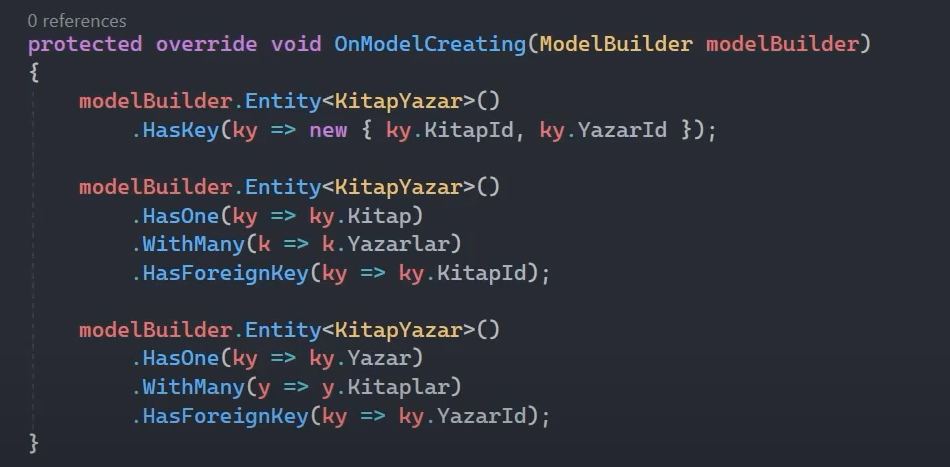 0 references
protected override void OnModelCreating(ModelBuilder modelBuilder)
{
modelBuilder.Entity<KitapYazar>()
.HasKey(ky => new { ky.KitapId, ky.YazarId });
modelBuilder.Entity<KitapYazar>()
.HasOne(ky => ky.Kitap)
.WithMany(k => k.Yazarlar)
.HasForeignKey(ky => ky.KitapId);
modelBuilder.Entity<KitapYazar>()
.HasOne(ky => ky.Yazar)
.WithMany(y => y.Kitaplar)
.HasForeignKey(ky => ky.YazarId);
}